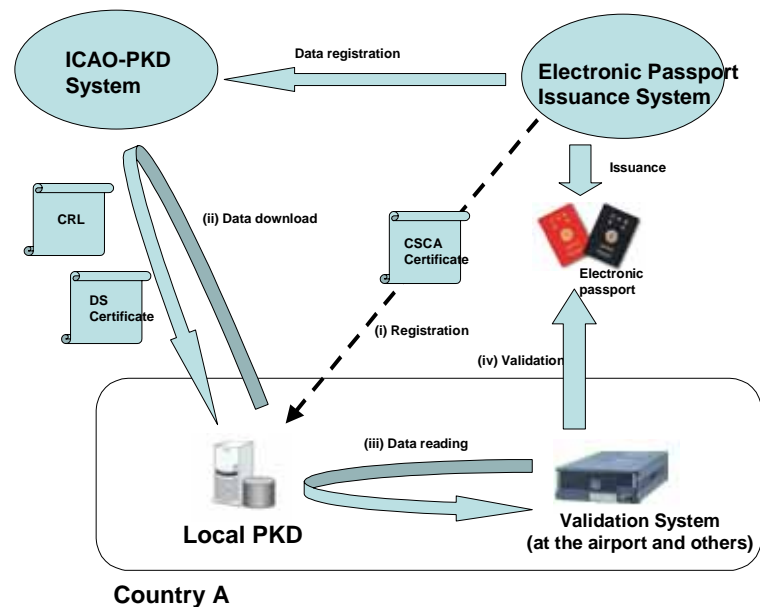 Data registration
ICAO-PKD
System
Electronic Passport
Issuance System
Issuance
CRL
(ii) Data download
CSCA
Certificate
DS
Certificate
Electronic
passport
(i) Registration
(iv) Validation
(iii) Data reading
Local PKD
Validation System
(at the airport and others)
Country A